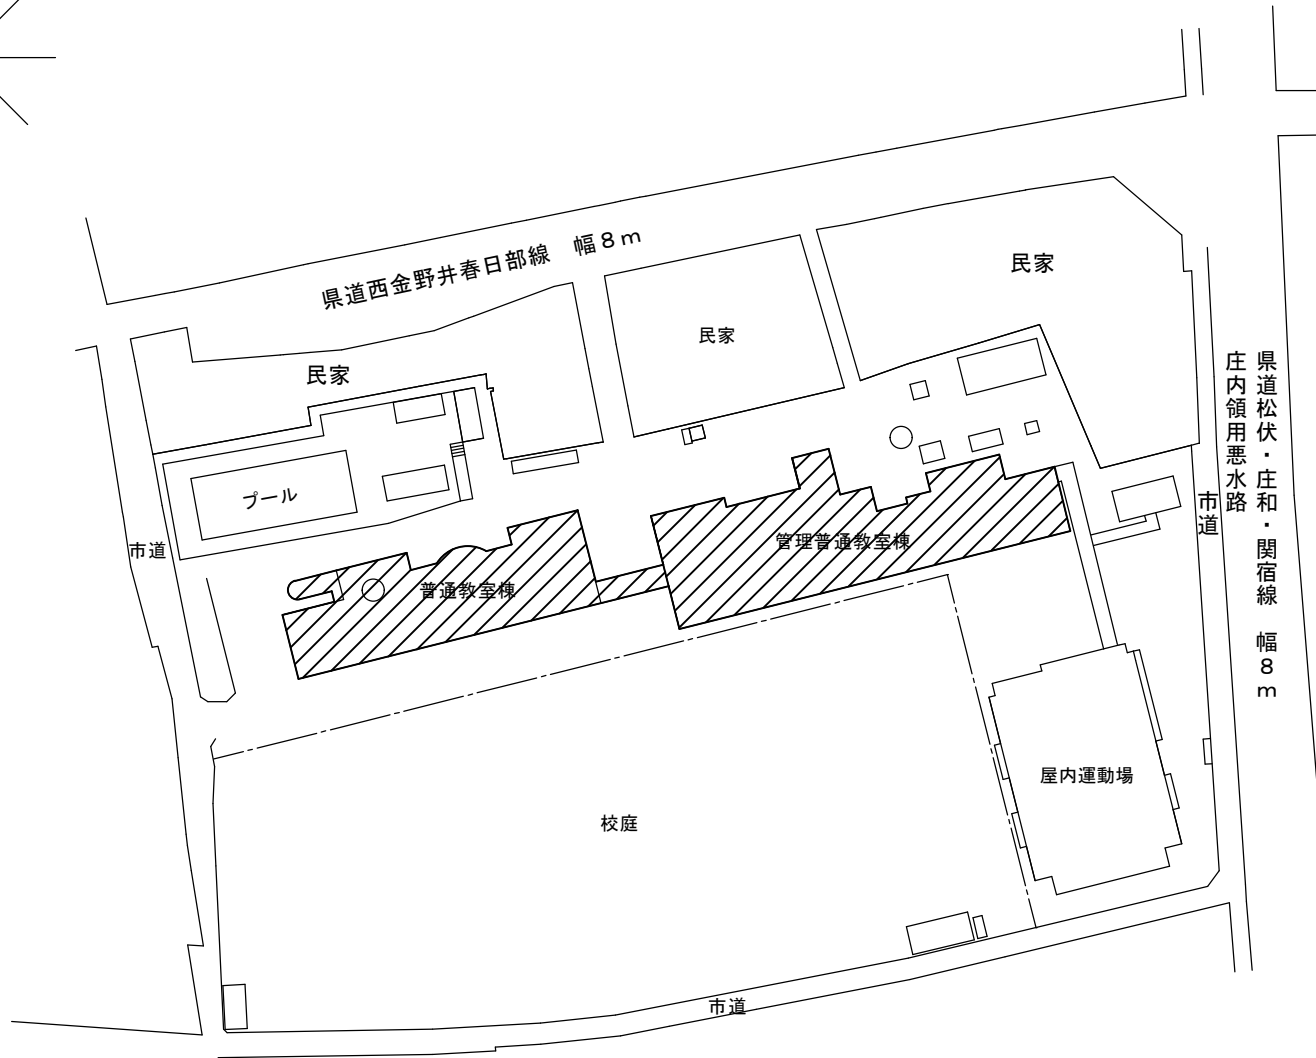 県道西金野井春日部線　幅８ｍ
民家
民家
民家
県道松伏・庄和・関宿線　幅８ｍ
庄内領用悪水路
プール
市道
市道
管理普通教室棟
普通教室棟
屋内運動場
校庭
市道